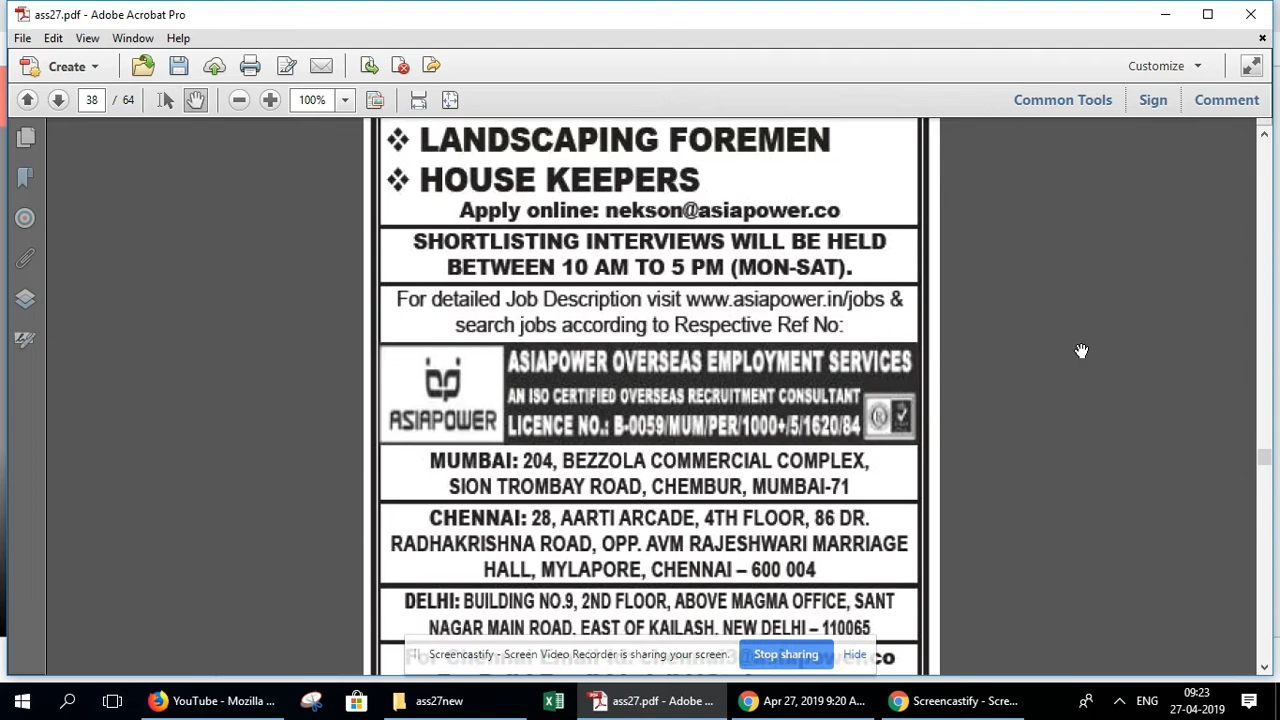 ass27.pdf - Adobe Acrobat Pro
File Edit View Window Help
Create
Customize
38 / 64
100%
Common Tools
Sign
Comment
❖ LANDSCAPING FOREMEN
❖ HOUSE KEEPERS
Apply online: nekson@asiapower.co
SHORTLISTING INTERVIEWS WILL BE HELD
BETWEEN 10 AM TO 5 PM (MON-SAT).
For detailed Job Description visit www.asiapower.in/jobs &
search jobs according to Respective Ref No:
ASIAPOWER
ASIAPOWER OVERSEAS EMPLOYMENT SERVICES
AN ISO CERTIFIED OVERSEAS RECRUITMENT CONSULTANT
LICENCE NO.: B-0059/MUM/PER/1000+/5/1620/84
MUMBAI: 204, BEZZOLA COMMERCIAL COMPLEX,
SION TROMBAY ROAD, CHEMBUR, MUMBAI-71
CHENNAI: 28, AARTI ARCADE, 4TH FLOOR, 86 DR.
RADHAKRISHNA ROAD, OPP. AVM RAJESHWARI MARRIAGE
HALL, MYLAPORE, CHENNAI – 600 004
DELHI: BUILDING NO.9, 2ND FLOOR, ABOVE MAGMA OFFICE, SANT
NAGAR MAIN ROAD, EAST OF KAILASH, NEW DELHI – 110065
Screencastify - Screen Video Recorder is sharing your screen.
Stop sharing
Hide
YouTube - Mozilla ...
ass27new
ass27.pdf - Adobe ...
Apr 27, 2019 9:20 A...
Screencastify - Scre...
ENG
09:23
27-04-2019